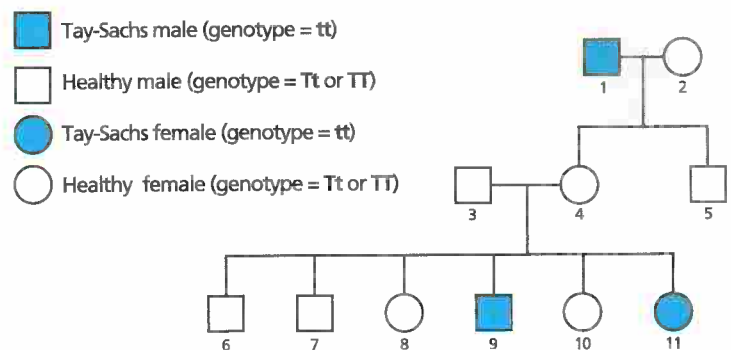 Tay-Sachs male (genotype = tt)
Healthy male (genotype = Tt or TT)
Tay-Sachs female (genotype = tt)
Healthy female (genotype = Tt or TT)
1 2
3 4 5
6 7 8 9 10 11